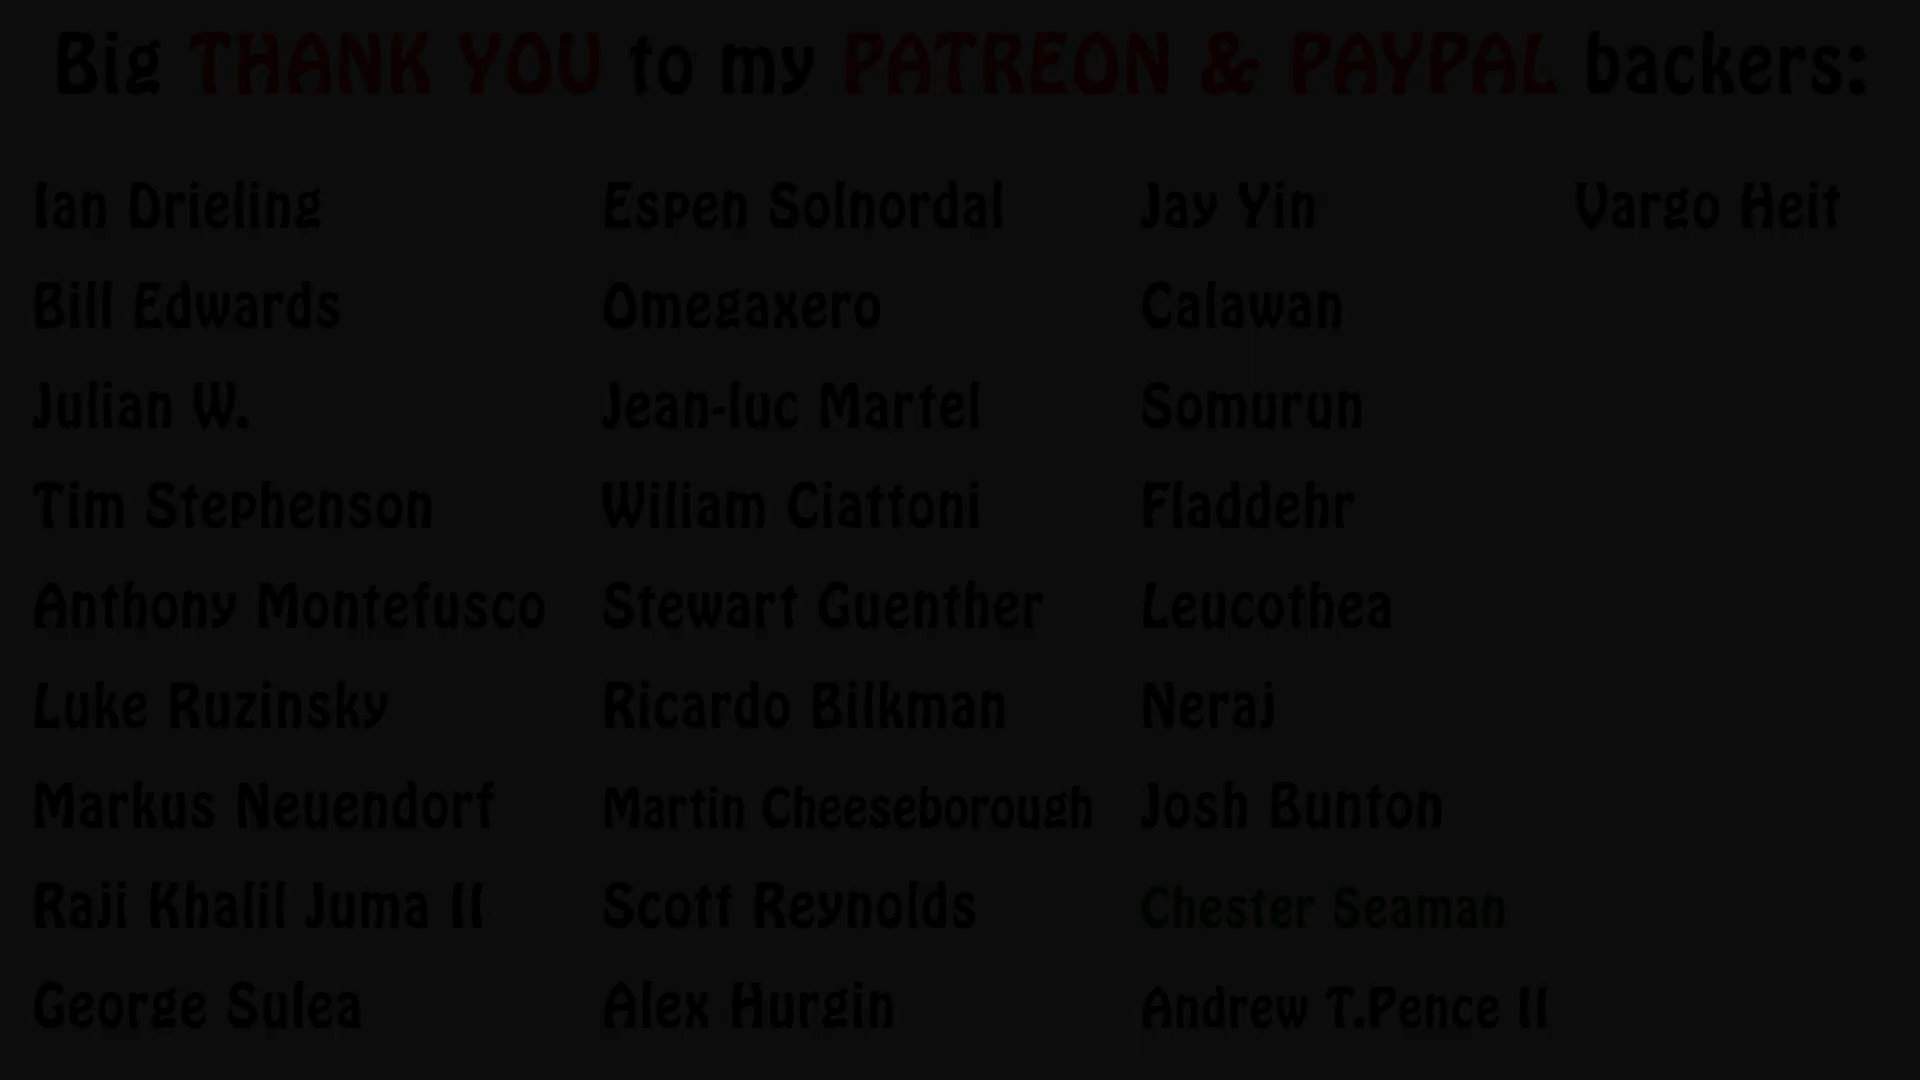 Big THANK YOU to my PATREON & PAYPAL backers:
Ian Drieling
Bill Edwards
Julian W.
Tim Stephenson
Anthony Montefusco
Luke Ruzinsky
Markus Neuendorf
Raji Khalil Juma II
George Sulea
Espen Solnordal
Omegaxero
Jean-luc Martel
Wiliam Ciattoni
Stewart Guenther
Ricardo Bilkman
Martin Cheeseborough
Scott Reynolds
Alex Hurgin
Jay Yin
Calawan
Somurun
Fladdehr
Leucothea
Neraj
Josh Bunton
Chester Seaman
Andrew T.Pence II
Vargo Heit